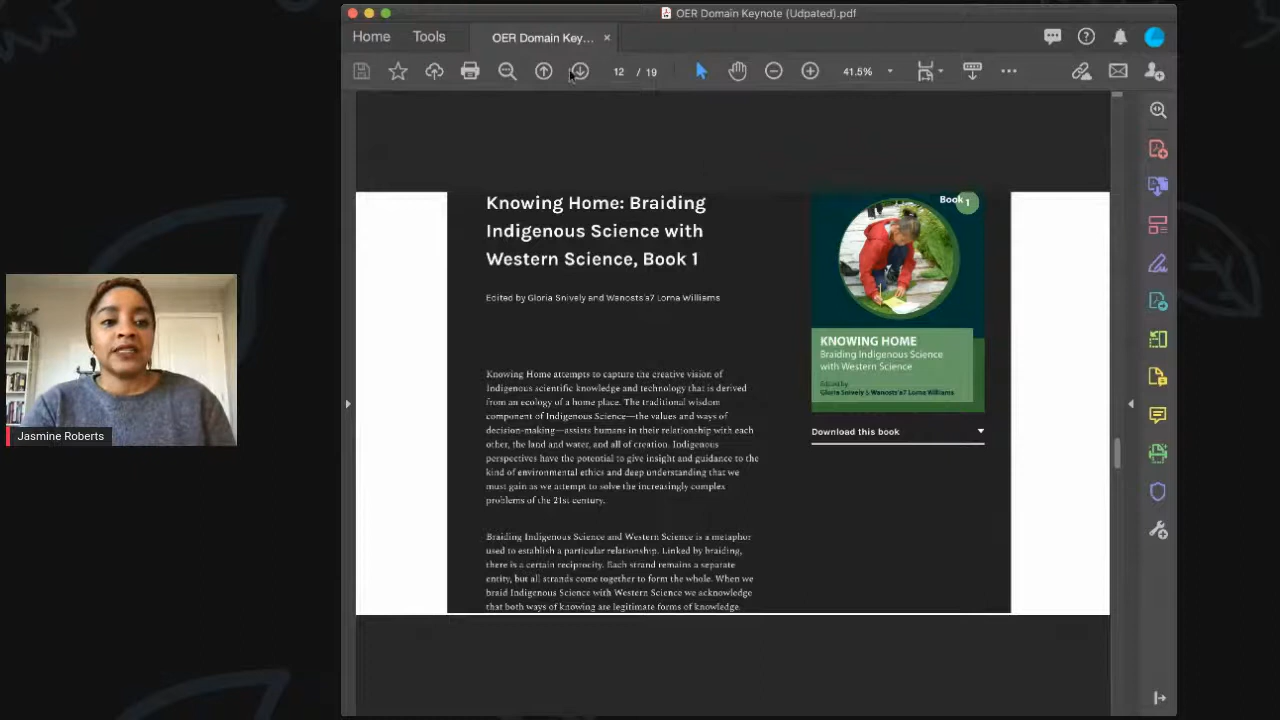 OER Domain Keynote (Udpated).pdf
Home
Tools
OER Domain Key...
12 / 19
41.5%
Knowing Home: Braiding
Indigenous Science with
Western Science, Book 1
Edited by Gloria Snively and Wanosts'a7 Lorna Williams
Knowing Home attempts to capture the creative vision of
Indigenous scientific knowledge and technology that is derived
from an ecology of a home place. The traditional wisdom
component of Indigenous Science—the values and ways of
decision-making—assists humans in their relationship with each
other, the land and water, and all of creation. Indigenous
perspectives have the potential to give insight and guidance to the
kind of environmental ethics and deep understanding that we
must gain as we attempt to solve the increasingly complex
problems of the 21st century.
Braiding Indigenous Science and Western Science is a metaphor
used to establish a particular relationship. Linked by braiding,
there is a certain reciprocity. Each strand remains a separate
entity, but all strands come together to form the whole. When we
braid Indigenous Science with Western Science we acknowledge
that both ways of knowing are legitimate forms of knowledge.
Book 1
KNOWING HOME
Braiding Indigenous Science
with Western Science
Edited by
Gloria Snively & Wanosts'a7 Lorna Williams
Download this book
Jasmine Roberts